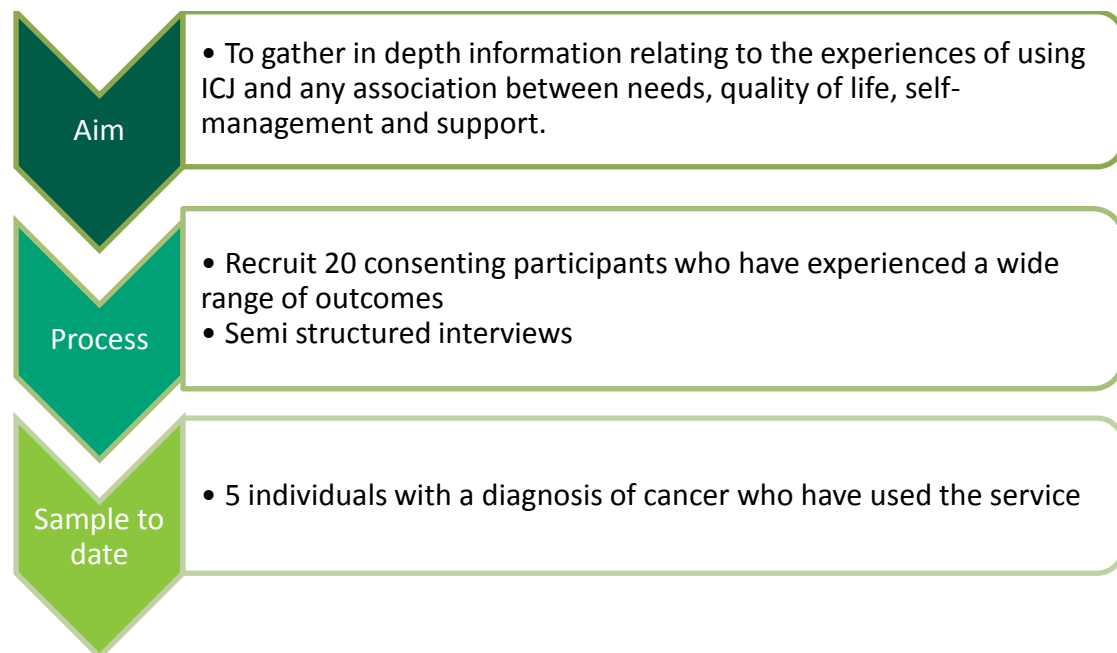 Aim
• To gather in depth information relating to the experiences of using
ICJ and any association between needs, quality of life, self-
management and support.
Process
• Recruit 20 consenting participants who have experienced a wide
range of outcomes
• Semi structured interviews
Sample to
date
• 5 individuals with a diagnosis of cancer who have used the service